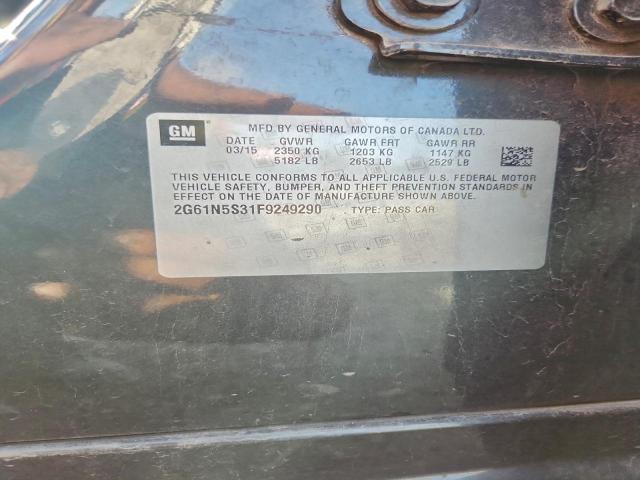 GM
MFD BY GENERAL MOTORS OF CANADA LTD.
DATE GVWR GAWR FRT GAWR RR
03/15 2350 KG 1203 KG 1147 KG
5182 LB 2653 LB 2529 LB
THIS VEHICLE CONFORMS TO ALL APPLICABLE U.S. FEDERAL MOTOR
VEHICLE SAFETY, BUMPER, AND THEFT PREVENTION STANDARDS IN
EFFECT ON THE DATE OF MANUFACTURE SHOWN ABOVE.
2G61N5S31F9249290 TYPE: PASS CAR